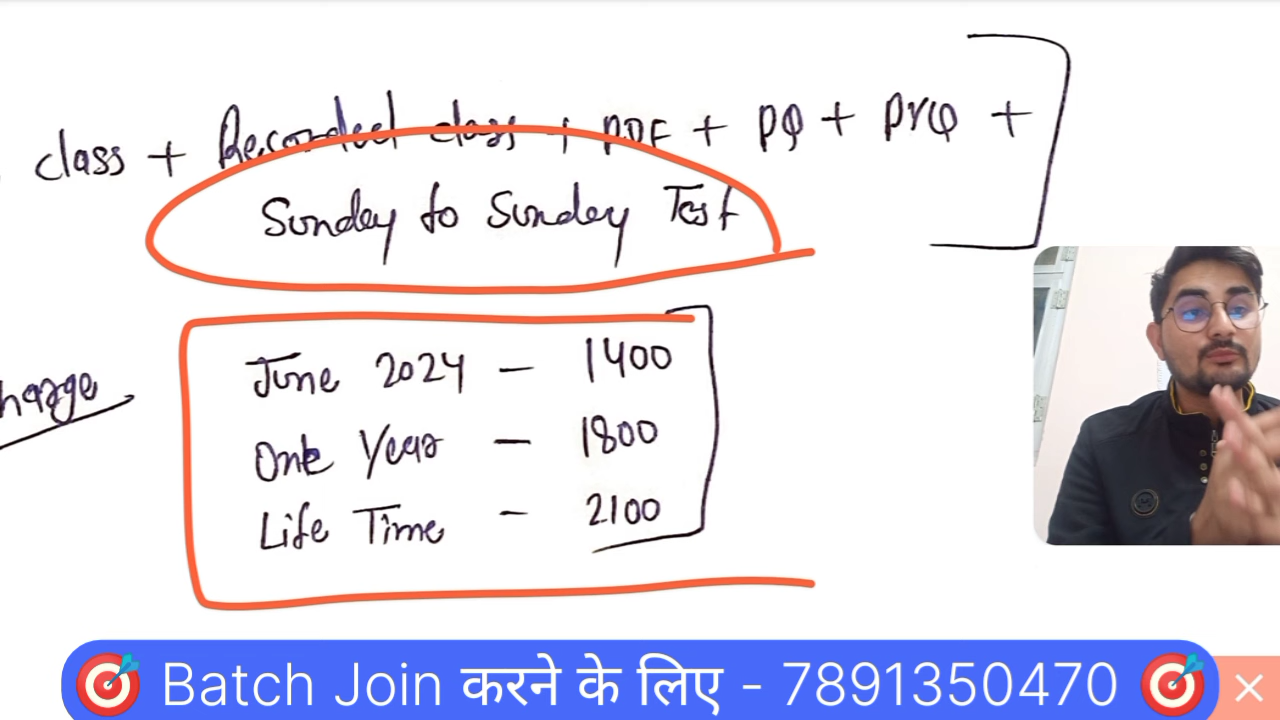 class + Recorded class + PDF + PQ + PYQ +
Sunday to Sunday Test
harge
June 2024 - 1400
One Year - 1800
Life Time - 2100
Batch Join करने के लिए - 7891350470